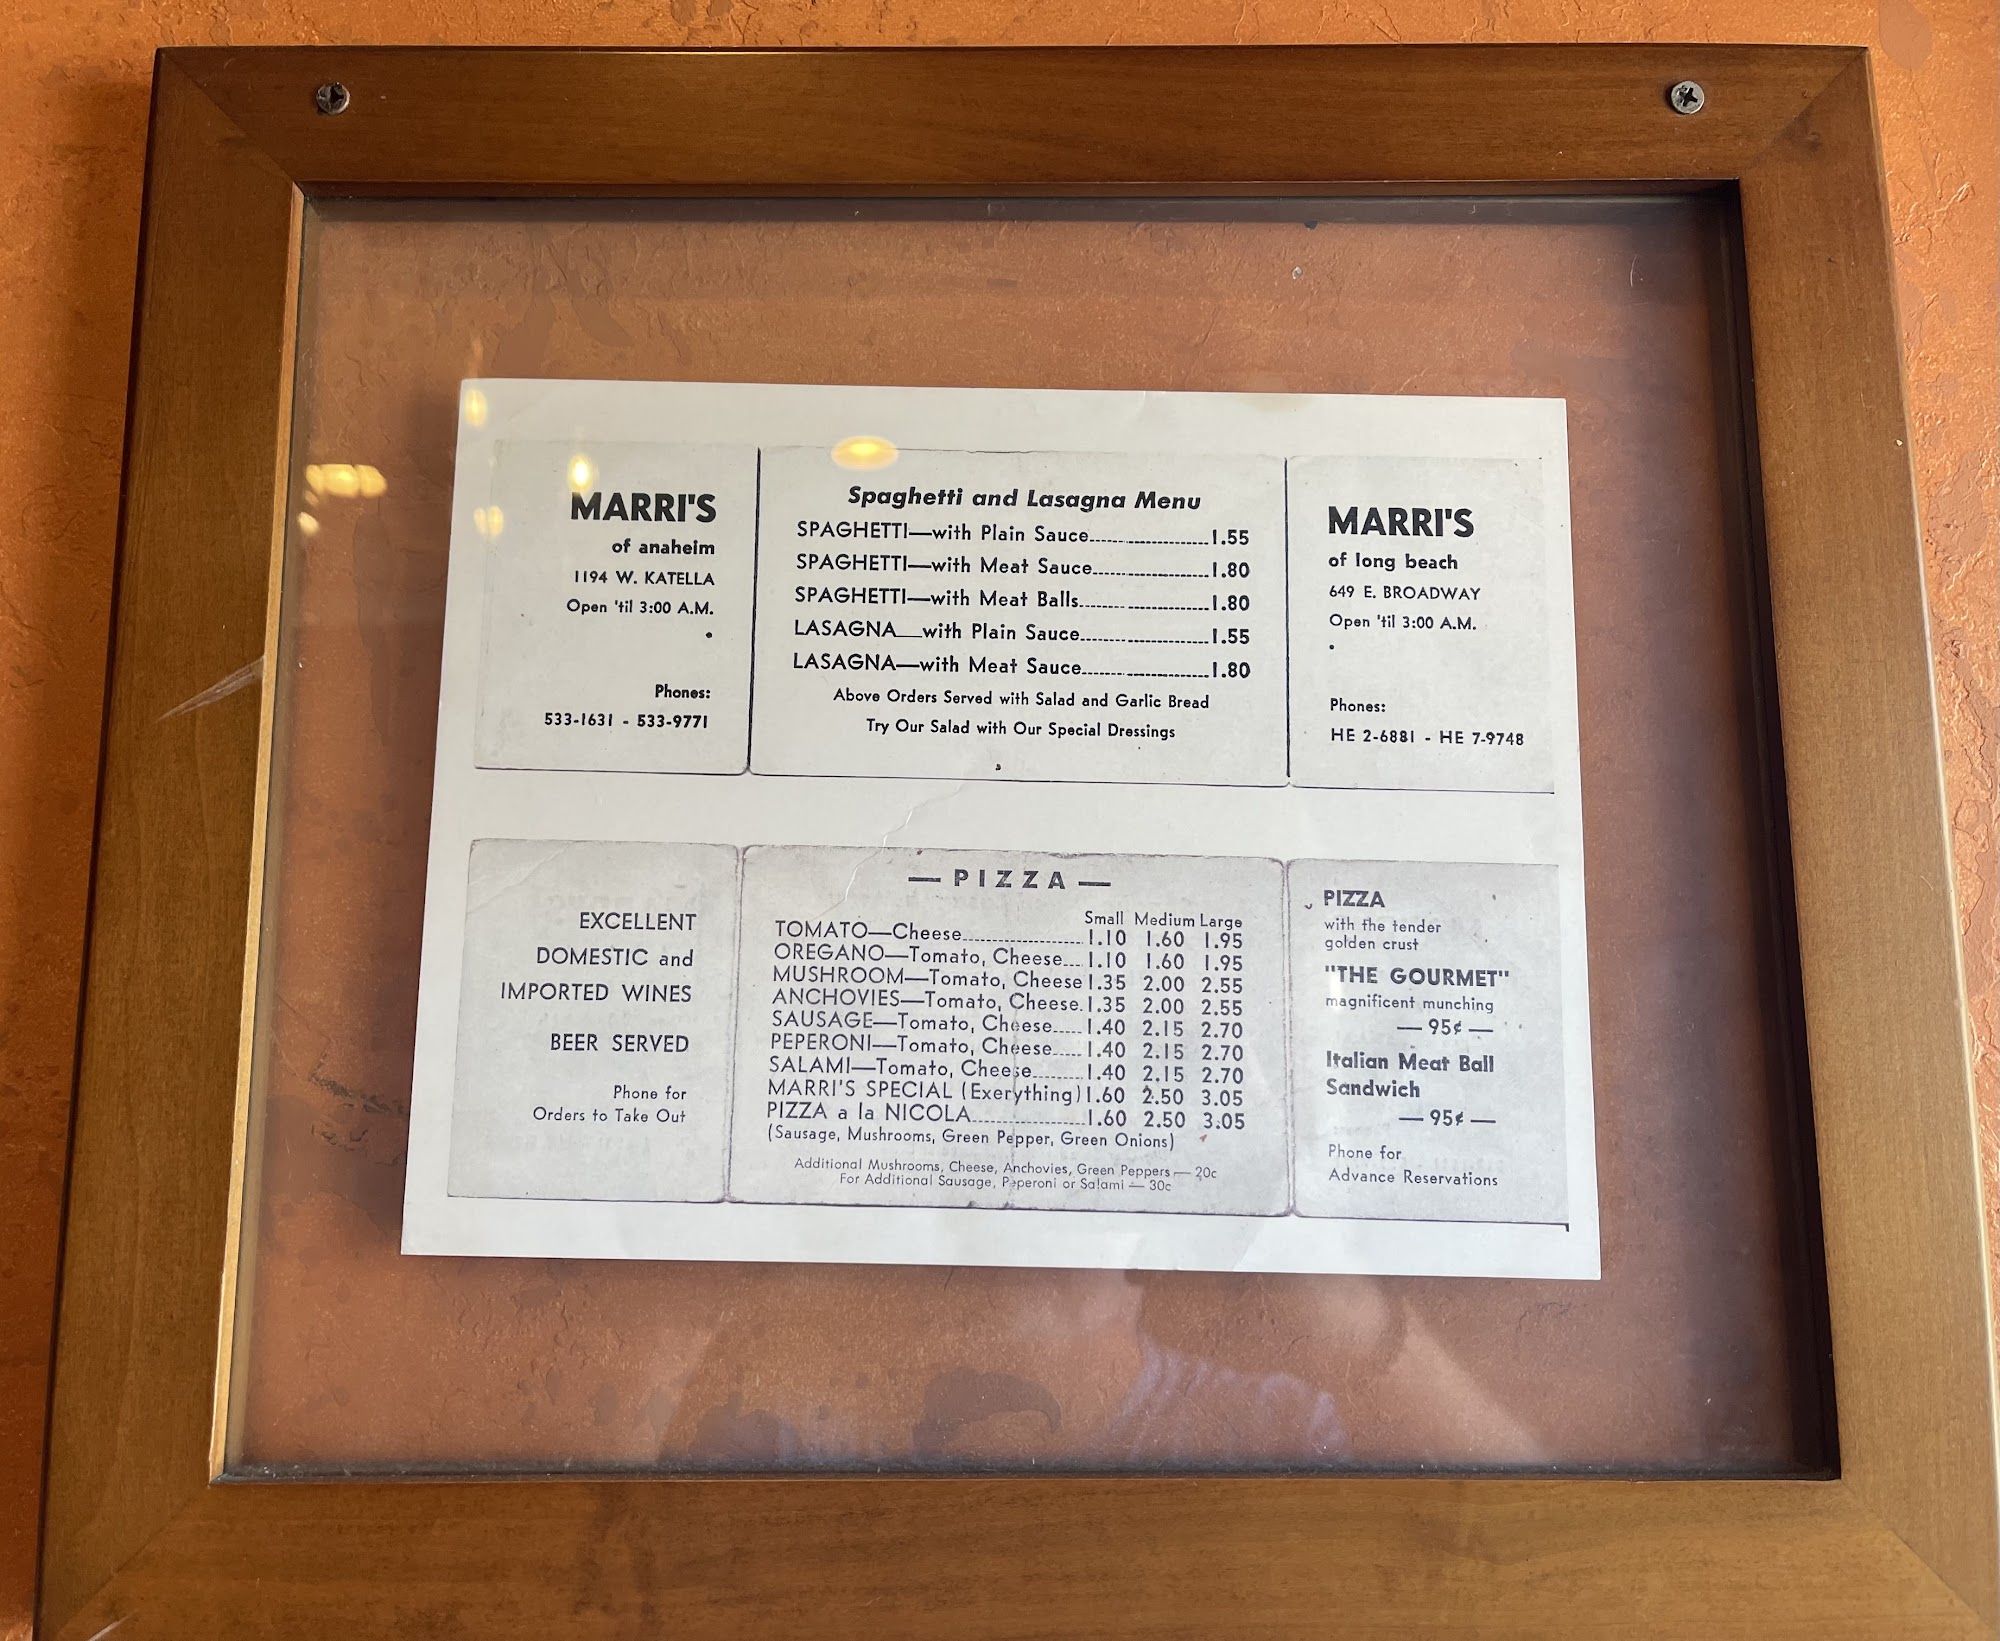 MARRI'S
of anaheim
1194 W. KATELLA
Open 'til 3:00 A.M.
•
Phones:
533-1631 - 533-9771
Spaghetti and Lasagna Menu
SPAGHETTI—with Plain Sauce 1.55
SPAGHETTI—with Meat Sauce 1.80
SPAGHETTI—with Meat Balls 1.80
LASAGNA—with Plain Sauce 1.55
LASAGNA—with Meat Sauce 1.80
Above Orders Served with Salad and Garlic Bread
Try Our Salad with Our Special Dressings
MARRI'S
of long beach
649 E. BROADWAY
Open 'til 3:00 A.M.
•
Phones:
HE 2-6881 - HE 7-9748
EXCELLENT
DOMESTIC and
IMPORTED WINES
BEER SERVED
Phone for
Orders to Take Out
— PIZZA —
Small Medium Large
TOMATO—Cheese 1.10 1.60 1.95
OREGANO—Tomato, Cheese 1.10 1.60 1.95
MUSHROOM—Tomato, Cheese 1.35 2.00 2.55
ANCHOVIES—Tomato, Cheese 1.35 2.00 2.55
SAUSAGE—Tomato, Cheese 1.40 2.15 2.70
PEPERONI—Tomato, Cheese 1.40 2.15 2.70
SALAMI—Tomato, Cheese 1.40 2.15 2.70
MARRI'S SPECIAL (Exerything) 1.60 2.50 3.05
PIZZA a la NICOLA 1.60 2.50 3.05
(Sausage, Mushrooms, Green Pepper, Green Onions)
Additional Mushrooms, Cheese, Anchovies, Green Peppers — 20c
For Additional Sausage, Peperoni or Salami — 30c
PIZZA
with the tender
golden crust
"THE GOURMET"
magnificent munching
— 95¢ —
Italian Meat Ball
Sandwich
— 95¢ —
Phone for
Advance Reservations